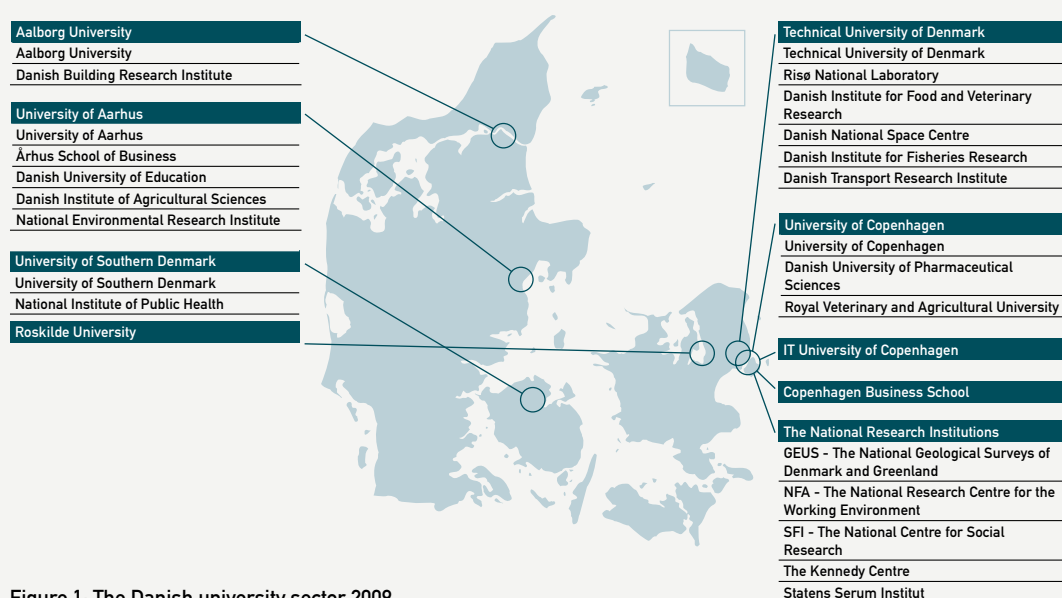 Aalborg University
Aalborg University
Danish Building Research Institute
University of Aarhus
University of Aarhus
Århus School of Business
Danish University of Education
Danish Institute of Agricultural Sciences
National Environmental Research Institute
University of Southern Denmark
University of Southern Denmark
National Institute of Public Health
Roskilde University
Technical University of Denmark
Technical University of Denmark
Risø National Laboratory
Danish Institute for Food and Veterinary
Research
Danish National Space Centre
Danish Institute for Fisheries Research
Danish Transport Research Institute
University of Copenhagen
University of Copenhagen
Danish University of Pharmaceutical
Sciences
Royal Veterinary and Agricultural University
IT University of Copenhagen
Copenhagen Business School
The National Research Institutions
GEUS - The National Geological Surveys of
Denmark and Greenland
NFA - The National Research Centre for the
Working Environment
SFI - The National Centre for Social
Research
The Kennedy Centre
Statens Serum Institut
Figure 1. The Danish university sector 2009